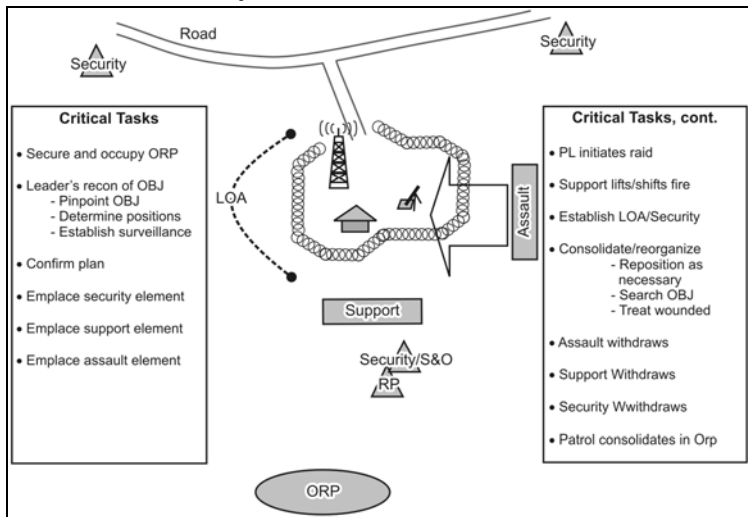 Road
Security
Security
Critical Tasks
• Secure and occupy ORP
• Leader's recon of OBJ
- Pinpoint OBJ
- Determine positions
- Establish surveillance
• Confirm plan
• Emplace security element
• Emplace support element
• Emplace assault element
LOA
Assault
Support
Security/S&O
RP
ORP
Critical Tasks, cont.
• PL initiates raid
• Support lifts/shifts fire
• Establish LOA/Security
• Consolidate/reorganize
- Reposition as
necessary
- Search OBJ
- Treat wounded
• Assault withdraws
• Support Withdraws
• Security Wwithdraws
• Patrol consolidates in Orp